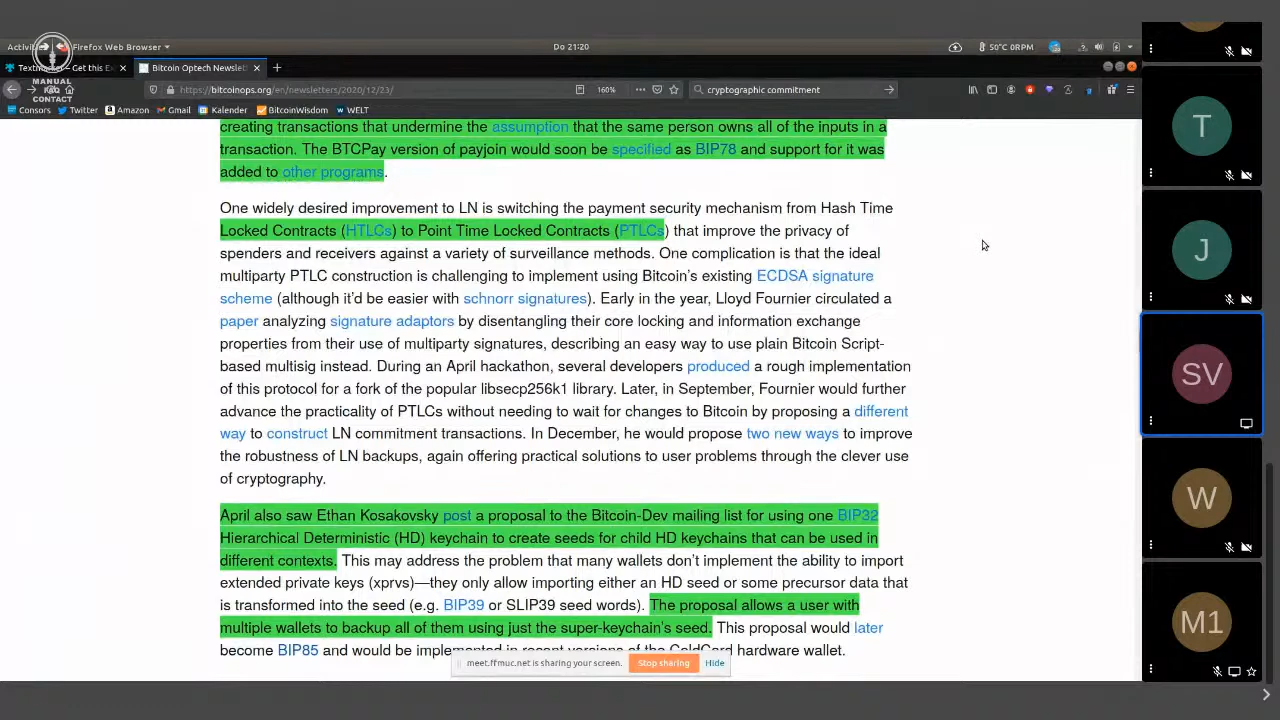 Activities Firefox Web Browser
Do 21:20
50°C 0RPM
MANUAL
FAQ
CONTACT
Bitcoin Optech Newslett
https://bitcoinops.org/en/newsletters/2020/12/23/
160%
cryptographic commitment
Consors Twitter Amazon Gmail Kalender BitcoinWisdom WELT
creating transactions that undermine the assumption that the same person owns all of the inputs in a
transaction. The BTCPay version of payjoin would soon be specified as BIP78 and support for it was
added to other programs.
One widely desired improvement to LN is switching the payment security mechanism from Hash Time
Locked Contracts (HTLCs) to Point Time Locked Contracts (PTLCs) that improve the privacy of
spenders and receivers against a variety of surveillance methods. One complication is that the ideal
multiparty PTLC construction is challenging to implement using Bitcoin's existing ECDSA signature
scheme (although it'd be easier with schnorr signatures). Early in the year, Lloyd Fournier circulated a
paper analyzing signature adaptors by disentangling their core locking and information exchange
properties from their use of multiparty signatures, describing an easy way to use plain Bitcoin Script-
based multisig instead. During an April hackathon, several developers produced a rough implementation
of this protocol for a fork of the popular libsecp256k1 library. Later, in September, Fournier would further
advance the practicality of PTLCs without needing to wait for changes to Bitcoin by proposing a different
way to construct LN commitment transactions. In December, he would propose two new ways to improve
the robustness of LN backups, again offering practical solutions to user problems through the clever use
of cryptography.
April also saw Ethan Kosakovsky post a proposal to the Bitcoin-Dev mailing list for using one BIP32
Hierarchical Deterministic (HD) keychain to create seeds for child HD keychains that can be used in
different contexts. This may address the problem that many wallets don't implement the ability to import
extended private keys (xprvs)—they only allow importing either an HD seed or some precursor data that
is transformed into the seed (e.g. BIP39 or SLIP39 seed words). The proposal allows a user with
multiple wallets to backup all of them using just the super-keychain's seed. This proposal would later
become BIP85 and would be implemented in recent versions of the ColdCard hardware wallet.
meet.ffmuc.net is sharing your screen. Stop sharing Hide
T
J
SV
W
M1